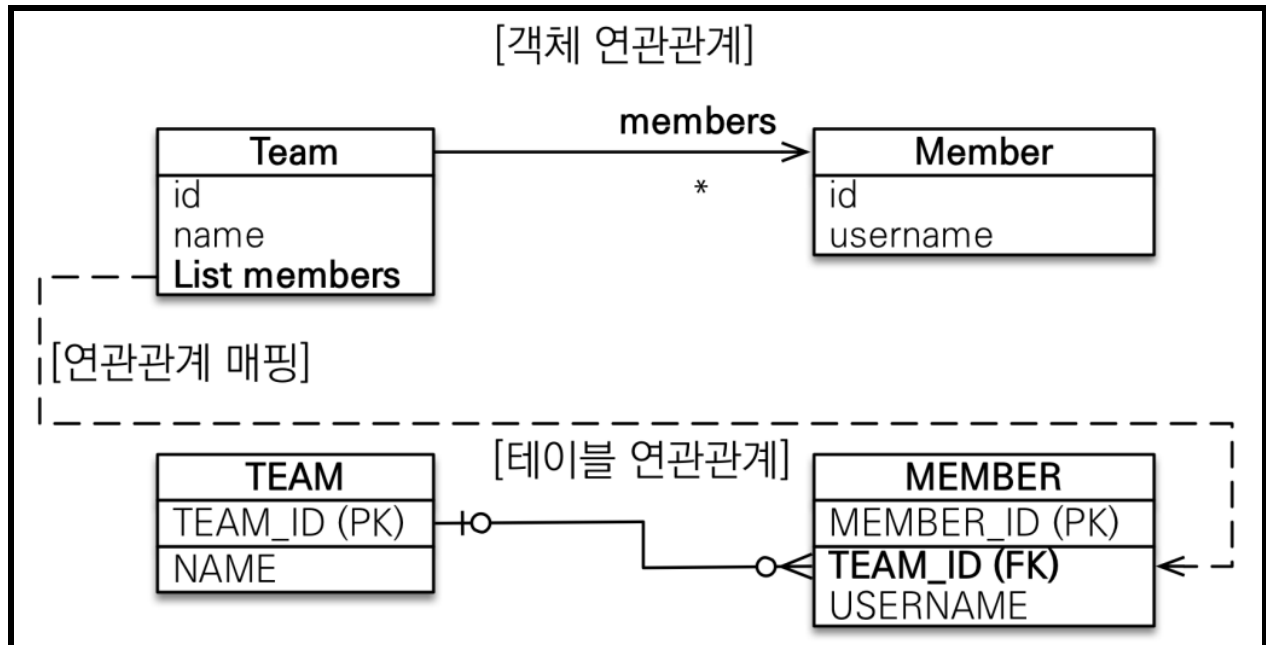 [객체 연관관계]
members
Team
Member
*
id
name
List members
id
username
[연관관계 매핑]
[테이블 연관관계]
TEAM
TEAM_ID (PK)
NAME
MEMBER
MEMBER_ID (PK)
TEAM_ID (FK)
USERNAME